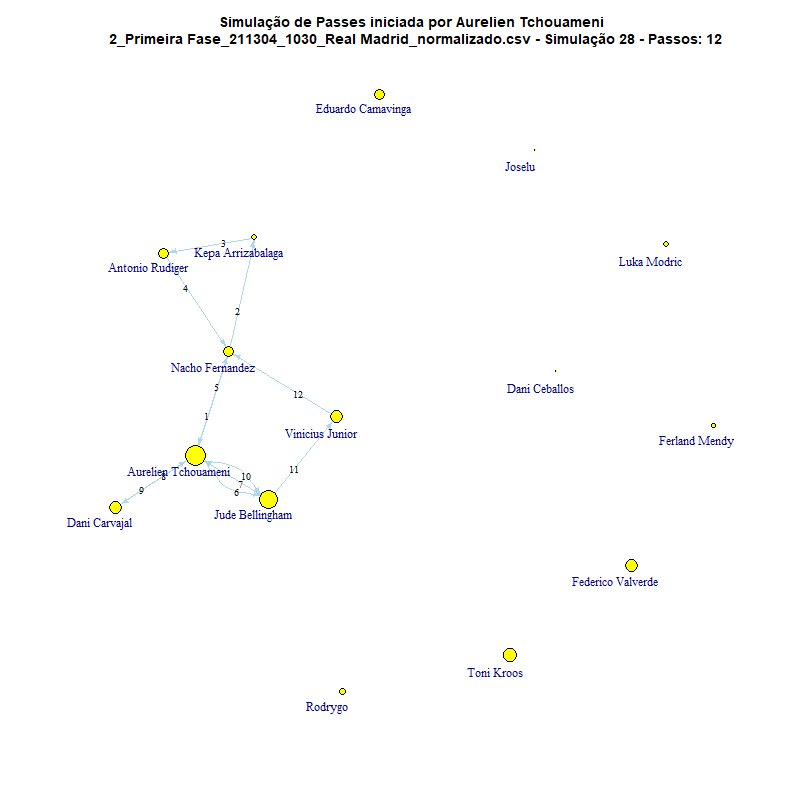 Simulação de Passes iniciada por Aurelien Tchouameni
2_Primeira Fase_211304_1030_Real Madrid_normalizado.csv - Simulação 28 - Passos: 12
Eduardo Camavinga
Joselu
3
Kepa Arrizabalaga
Luka Modric
Antonio Rudiger
4
2
Nacho Fernandez
5
12
Dani Ceballos
1
Vinicius Junior
Ferland Mendy
11
Aurelien Tchouameni
8
10
7
9
6
Jude Bellingham
Dani Carvajal
Federico Valverde
Toni Kroos
Rodrygo